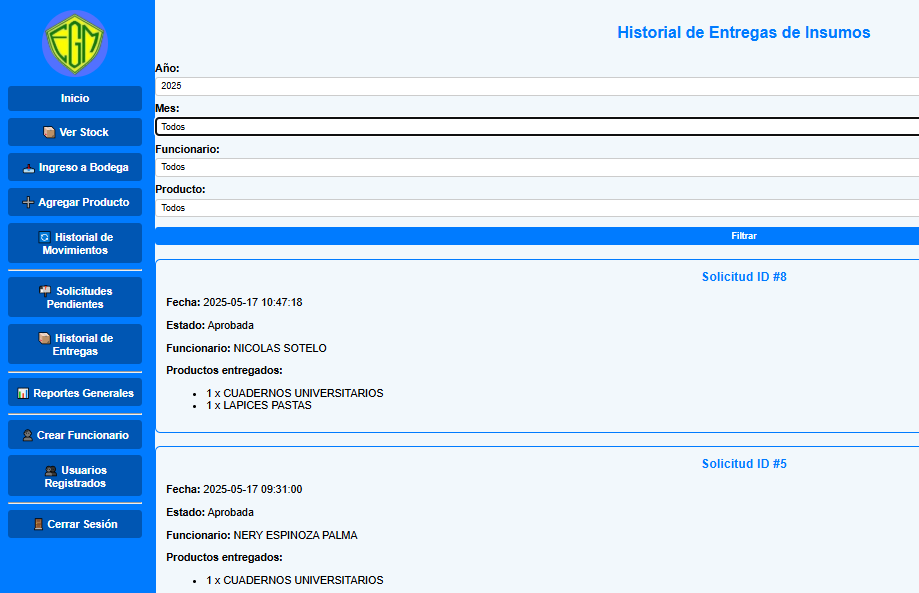 EGM
Inicio
Ver Stock
Ingreso a Bodega
Agregar Producto
Historial de
Movimientos
Solicitudes
Pendientes
Historial de
Entregas
Reportes Generales
Crear Funcionario
Usuarios
Registrados
Cerrar Sesión
Historial de Entregas de Insumos
Año:
2025
Mes:
Todos
Funcionario:
Todos
Producto:
Todos
Filtrar
Solicitud ID #8
Fecha: 2025-05-17 10:47:18
Estado: Aprobada
Funcionario: NICOLAS SOTELO
Productos entregados:
• 1 x CUADERNOS UNIVERSITARIOS
• 1 x LAPICES PASTAS
Solicitud ID #5
Fecha: 2025-05-17 09:31:00
Estado: Aprobada
Funcionario: NERY ESPINOZA PALMA
Productos entregados:
• 1 x CUADERNOS UNIVERSITARIOS